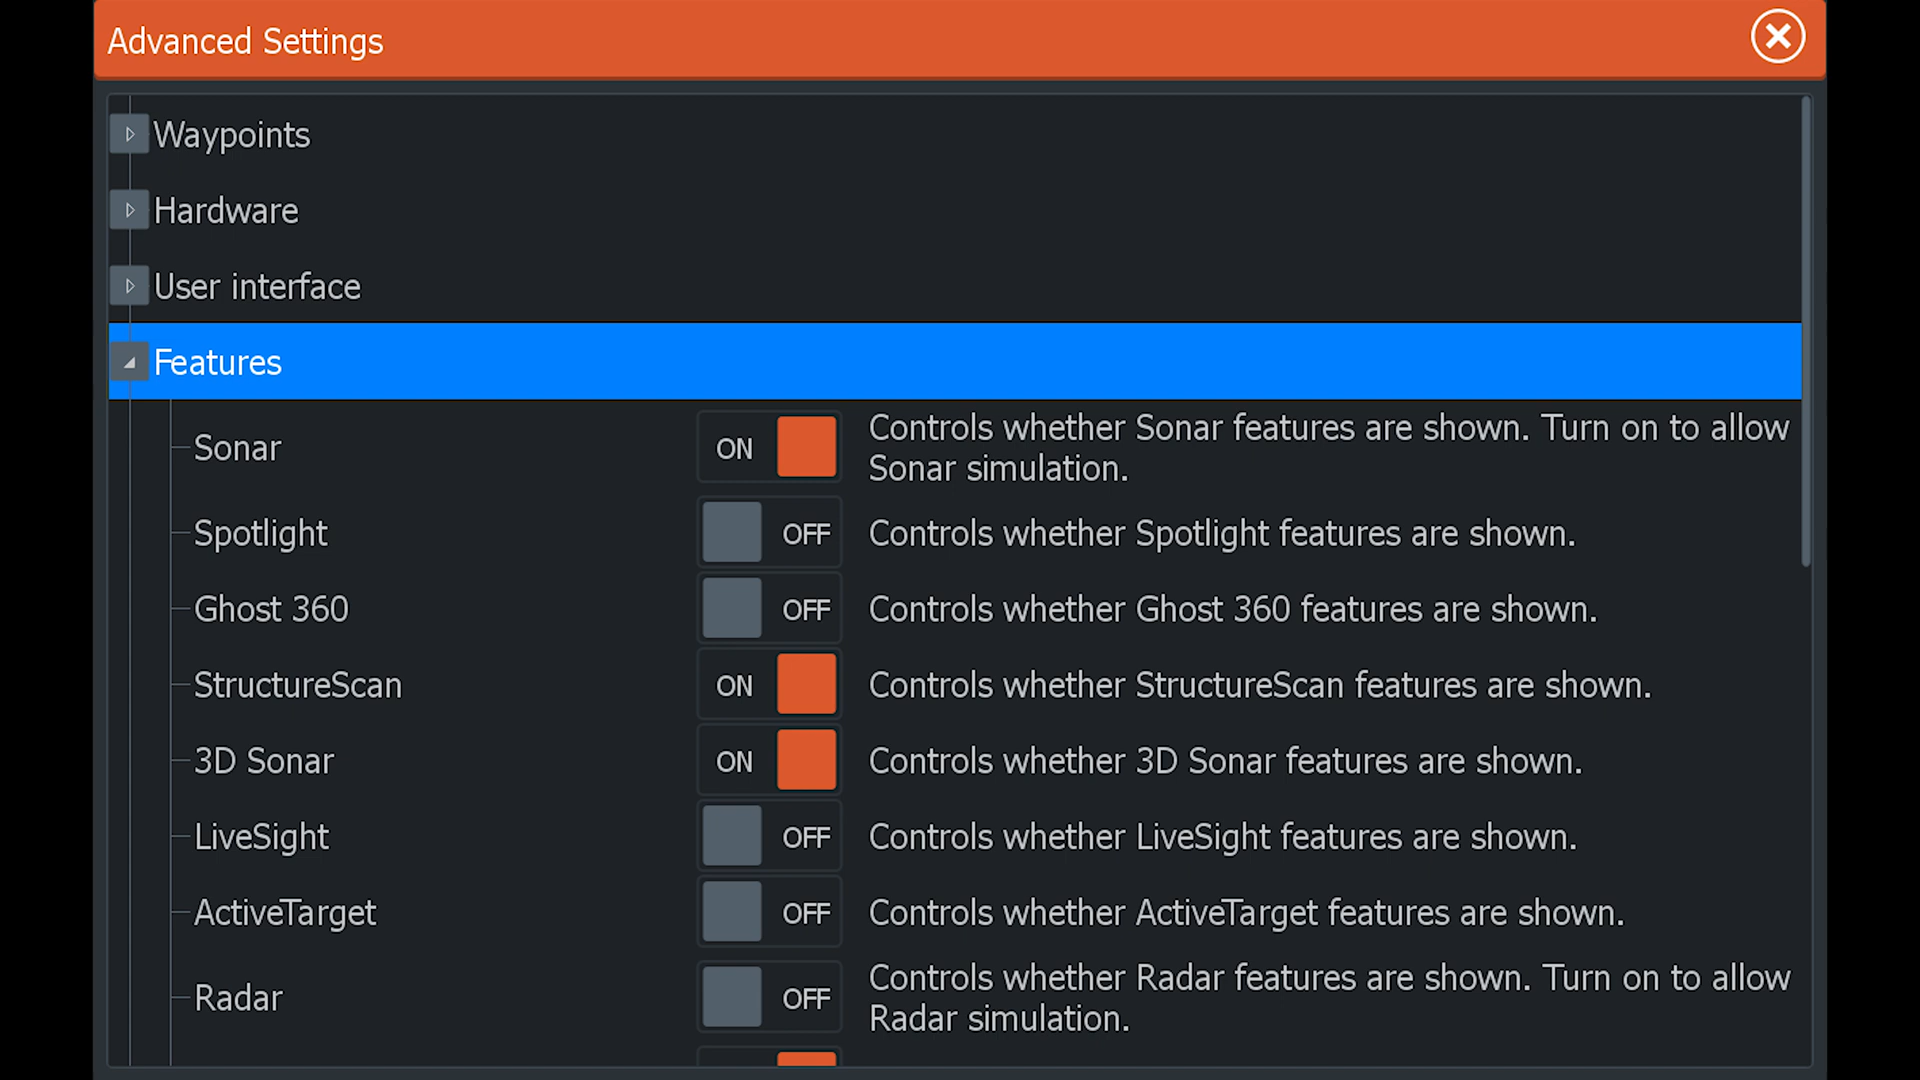 Advanced Settings
Waypoints
Hardware
User interface
Features
Sonar
ON
Controls whether Sonar features are shown. Turn on to allow
Sonar simulation.
Spotlight
OFF
Controls whether Spotlight features are shown.
Ghost 360
OFF
Controls whether Ghost 360 features are shown.
StructureScan
ON
Controls whether StructureScan features are shown.
3D Sonar
ON
Controls whether 3D Sonar features are shown.
LiveSight
OFF
Controls whether LiveSight features are shown.
ActiveTarget
OFF
Controls whether ActiveTarget features are shown.
Radar
OFF
Controls whether Radar features are shown. Turn on to allow
Radar simulation.